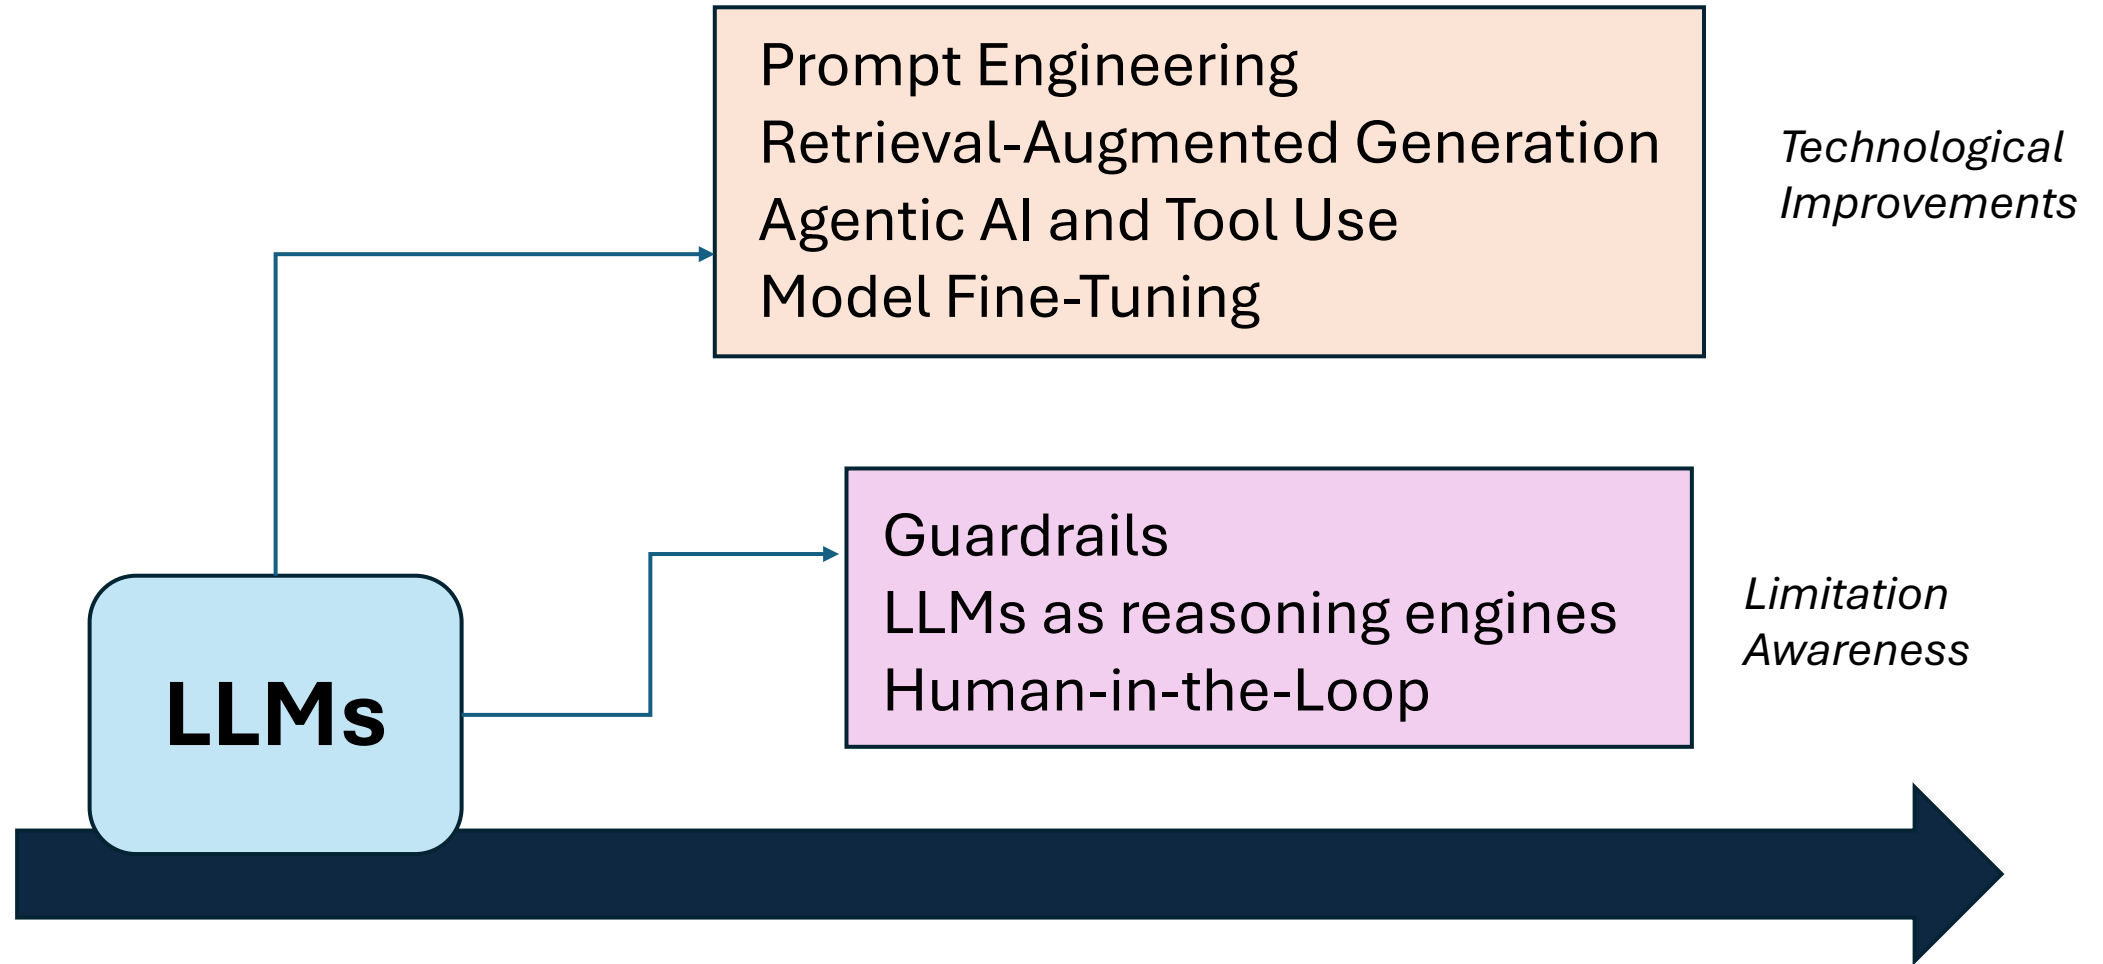 Prompt Engineering
Retrieval-Augmented Generation
Agentic AI and Tool Use
Model Fine-Tuning
Technological
Improvements
Guardrails
LLMs as reasoning engines
Human-in-the-Loop
Limitation
Awareness
LLMs